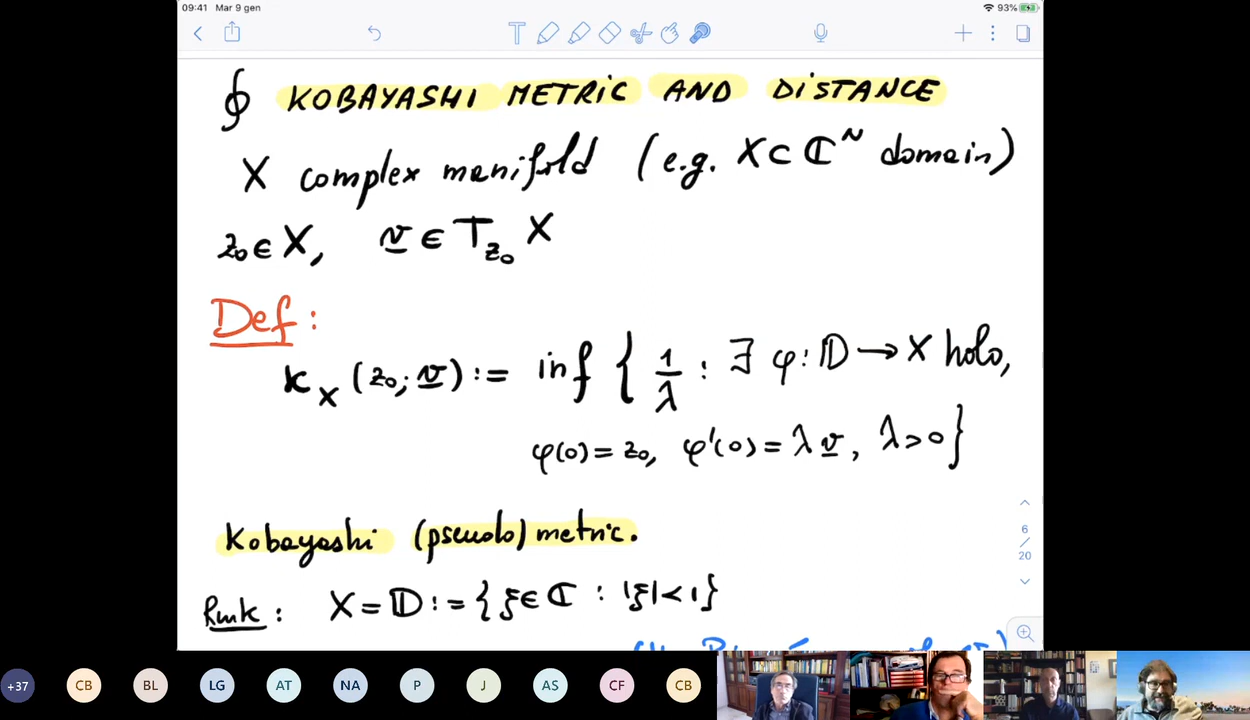 09:41 Mar 9 gen
93%
§ KOBAYASHI METRIC AND DISTANCE
X complex manifold (e.g. X⊂ℂᴺ domain)
z₀∈X, v∈T_{z₀}X
Def:
κ_X(z₀;v):= inf { 1/λ : ∃ φ:𝔻→X holo,
φ(0)=z₀, φ'(0)=λv, λ>0}
Kobayashi (pseudo) metric.
6
/
20
Rmk: X=𝔻:={ξ∈ℂ : |ξ|<1}
+37 CB BL LG AT NA P J AS CF CB